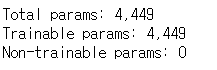 Total params: 4,449
Trainable params: 4,449
Non-trainable params: 0